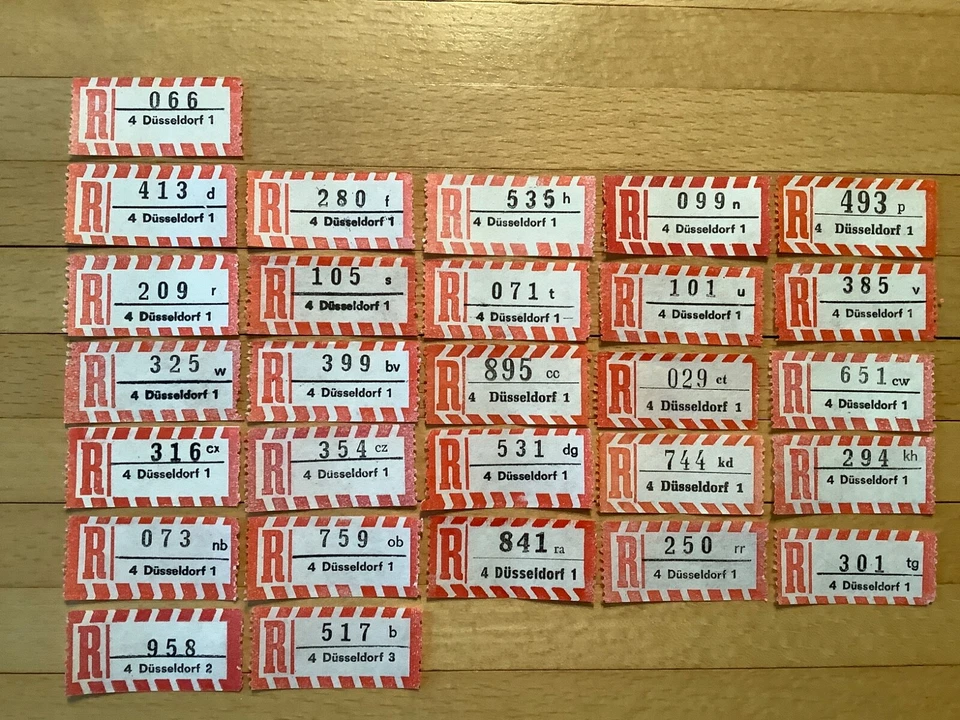 R 066
4 Düsseldorf 1
R 413 d
4 Düsseldorf 1
R 280 f
4 Düsseldorf 1
R 535 h
4 Düsseldorf 1
R 099 n
4 Düsseldorf 1
R 493 p
4 Düsseldorf 1
R 209 r
4 Düsseldorf 1
R 105 s
4 Düsseldorf 1
R 071 t
4 Düsseldorf 1
R 101 u
4 Düsseldorf 1
R 385 v
4 Düsseldorf 1
R 325 w
4 Düsseldorf 1
R 399 bv
4 Düsseldorf 1
R 895 cc
4 Düsseldorf 1
R 029 ct
4 Düsseldorf 1
R 651 cw
4 Düsseldorf 1
R 316 cx
4 Düsseldorf 1
R 354 cz
4 Düsseldorf 1
R 531 dg
4 Düsseldorf 1
R 744 kd
4 Düsseldorf 1
R 294 kh
4 Düsseldorf 1
R 073 nb
4 Düsseldorf 1
R 759 ob
4 Düsseldorf 1
R 841 ra
4 Düsseldorf 1
R 250 rr
4 Düsseldorf 1
R 301 tg
4 Düsseldorf 1
R 958
4 Düsseldorf 2
R 517 b
4 Düsseldorf 3